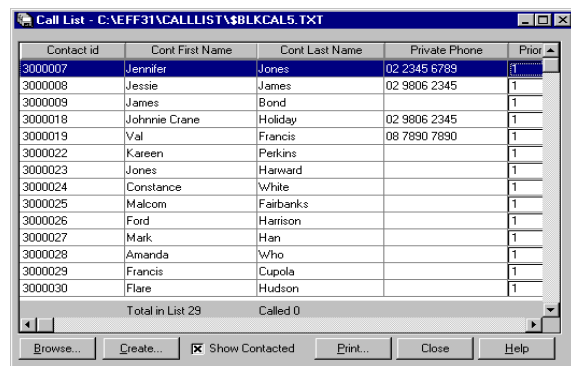 Call List - C:\EFF31\CALLLIST\$BLKCAL5.TXT
Contact id Cont First Name Cont Last Name Private Phone Prior
3000007 Jennifer Jones 02 2345 6789 1
3000008 Jessie James 02 9806 2345 1
3000009 James Bond 1
3000018 Johnnie Crane Holiday 02 9806 2345 1
3000019 Val Francis 08 7890 7890 1
3000022 Kareen Perkins 1
3000023 Jones Harward 1
3000024 Constance White 1
3000025 Malcom Fairbanks 1
3000026 Ford Harrison 1
3000027 Mark Han 1
3000028 Amanda Who 1
3000029 Francis Cupola 1
3000030 Flare Hudson 1
Total in List 29 Called 0
Browse... Create... Show Contacted Print... Close Help